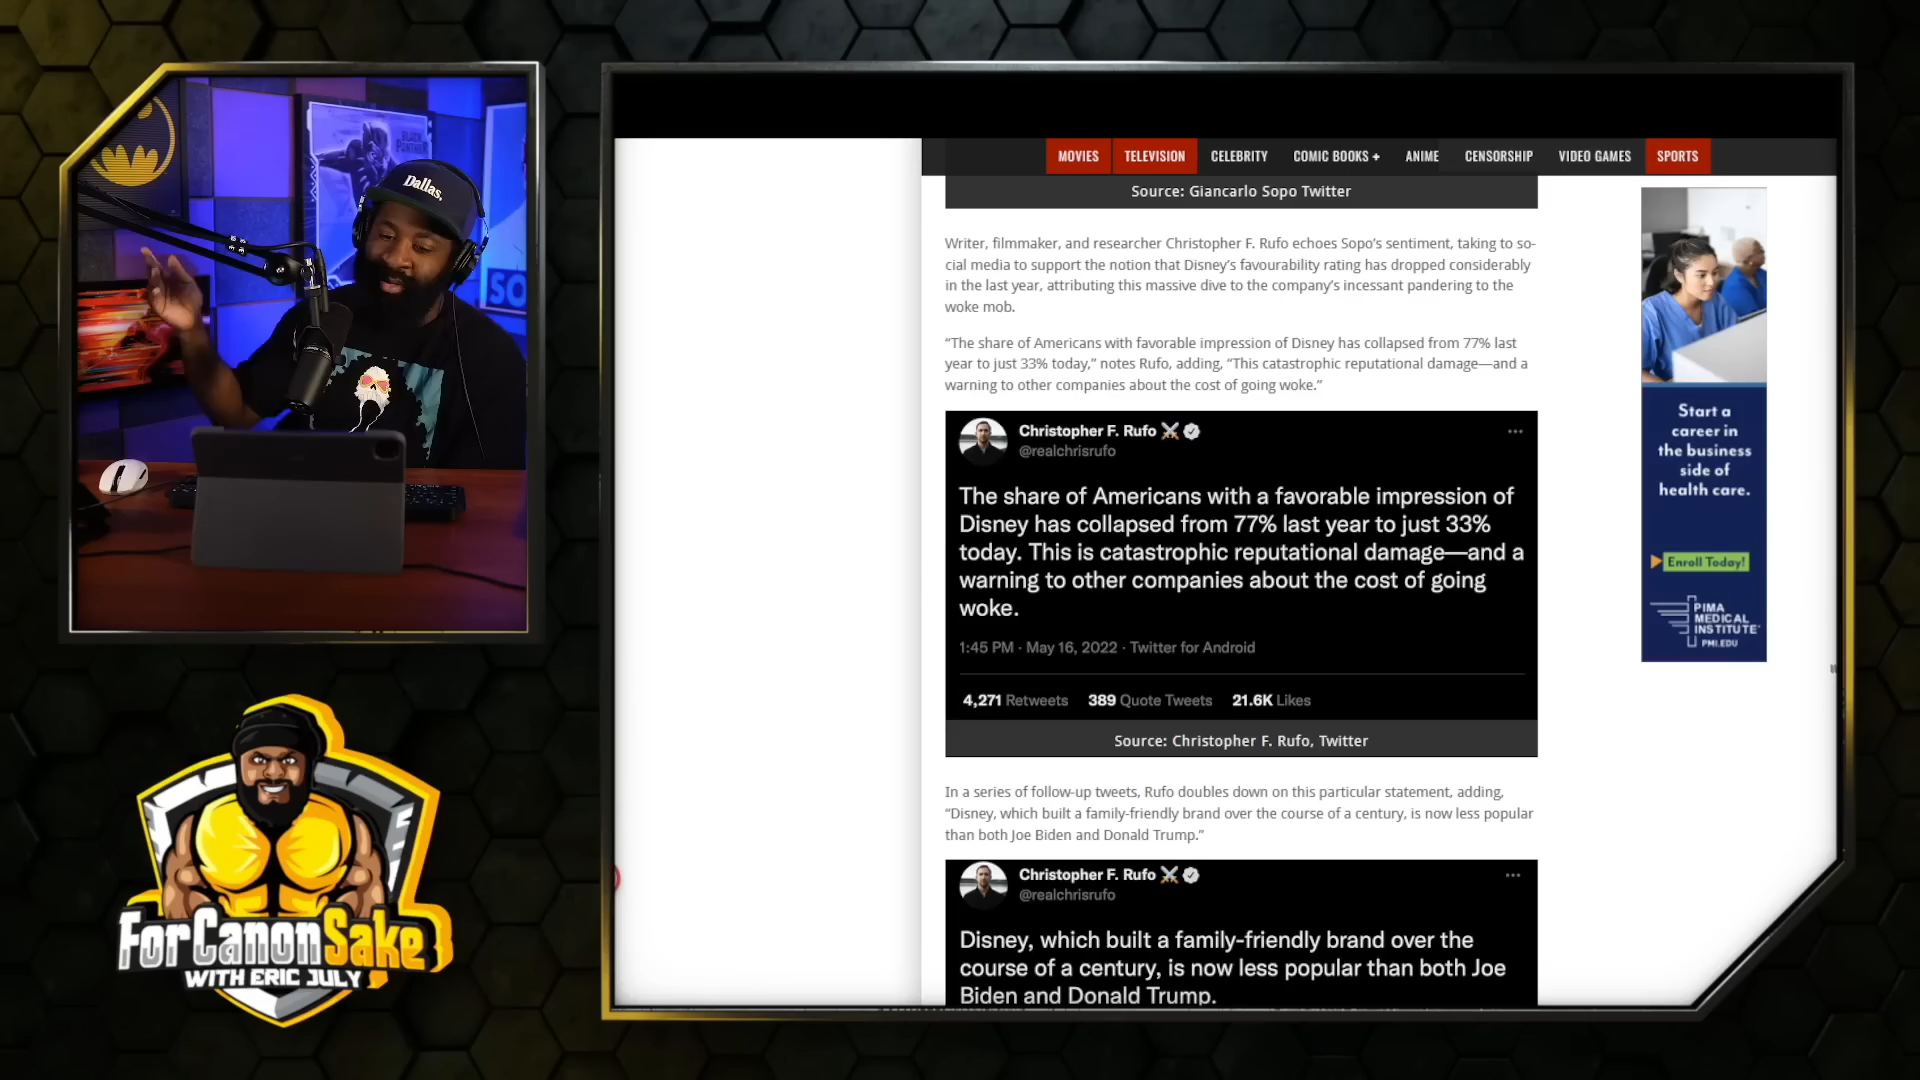 BLACK
PANTHER
Dallas,
SO
ForCanonSake
WITH ERIC JULY
MOVIES TELEVISION CELEBRITY COMIC BOOKS + ANIME CENSORSHIP VIDEO GAMES SPORTS
Source: Giancarlo Sopo Twitter
Writer, filmmaker, and researcher Christopher F. Rufo echoes Sopo’s sentiment, taking to so-
cial media to support the notion that Disney’s favourability rating has dropped considerably
in the last year, attributing this massive dive to the company’s incessant pandering to the
woke mob.
“The share of Americans with favorable impression of Disney has collapsed from 77% last
year to just 33% today,” notes Rufo, adding, “This catastrophic reputational damage—and a
warning to other companies about the cost of going woke.”
Christopher F. Rufo
@realchrisrufo
The share of Americans with a favorable impression of
Disney has collapsed from 77% last year to just 33%
today. This is catastrophic reputational damage—and a
warning to other companies about the cost of going
woke.
1:45 PM · May 16, 2022 · Twitter for Android
4,271 Retweets 389 Quote Tweets 21.6K Likes
Source: Christopher F. Rufo, Twitter
In a series of follow-up tweets, Rufo doubles down on this particular statement, adding,
“Disney, which built a family-friendly brand over the course of a century, is now less popular
than both Joe Biden and Donald Trump.”
Christopher F. Rufo
@realchrisrufo
Disney, which built a family-friendly brand over the
course of a century, is now less popular than both Joe
Biden and Donald Trump.
Start a
career in
the business
side of
health care.
Enroll Today!
PIMA
MEDICAL
INSTITUTE
PMI.EDU